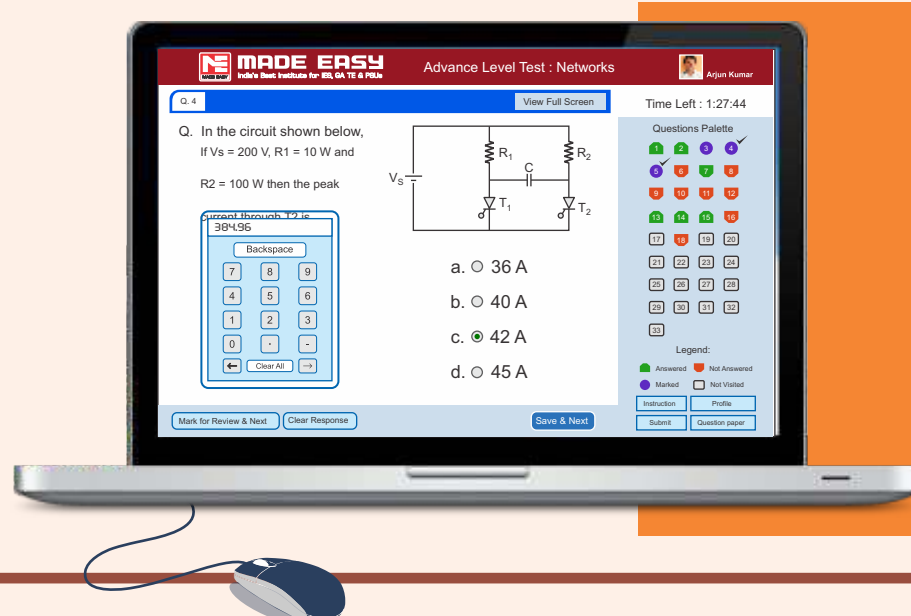 MADE EASY
India's Best Institute for IES, GATE & PSUs
MADE EASY
Advance Level Test : Networks
Arjun Kumar
Q. 4
View Full Screen
Time Left : 1:27:44
Q. In the circuit shown below,
If Vs = 200 V, R1 = 10 W and
R2 = 100 W then the peak
current through T2 is
VS
R1
R2
C
T1
T2
384.96
Backspace
7 8 9
4 5 6
1 2 3
0 . -
← Clear All →
a. 36 A
b. 40 A
c. 42 A
d. 45 A
Mark for Review & Next
Clear Response
Save & Next
Questions Palette
1 2 3 4
5 6 7 8
9 10 11 12
13 14 15 16
17 18 19 20
21 22 23 24
25 26 27 28
29 30 31 32
33
Legend:
Answered Not Answered
Marked Not Visited
Instruction Profile
Submit Question paper